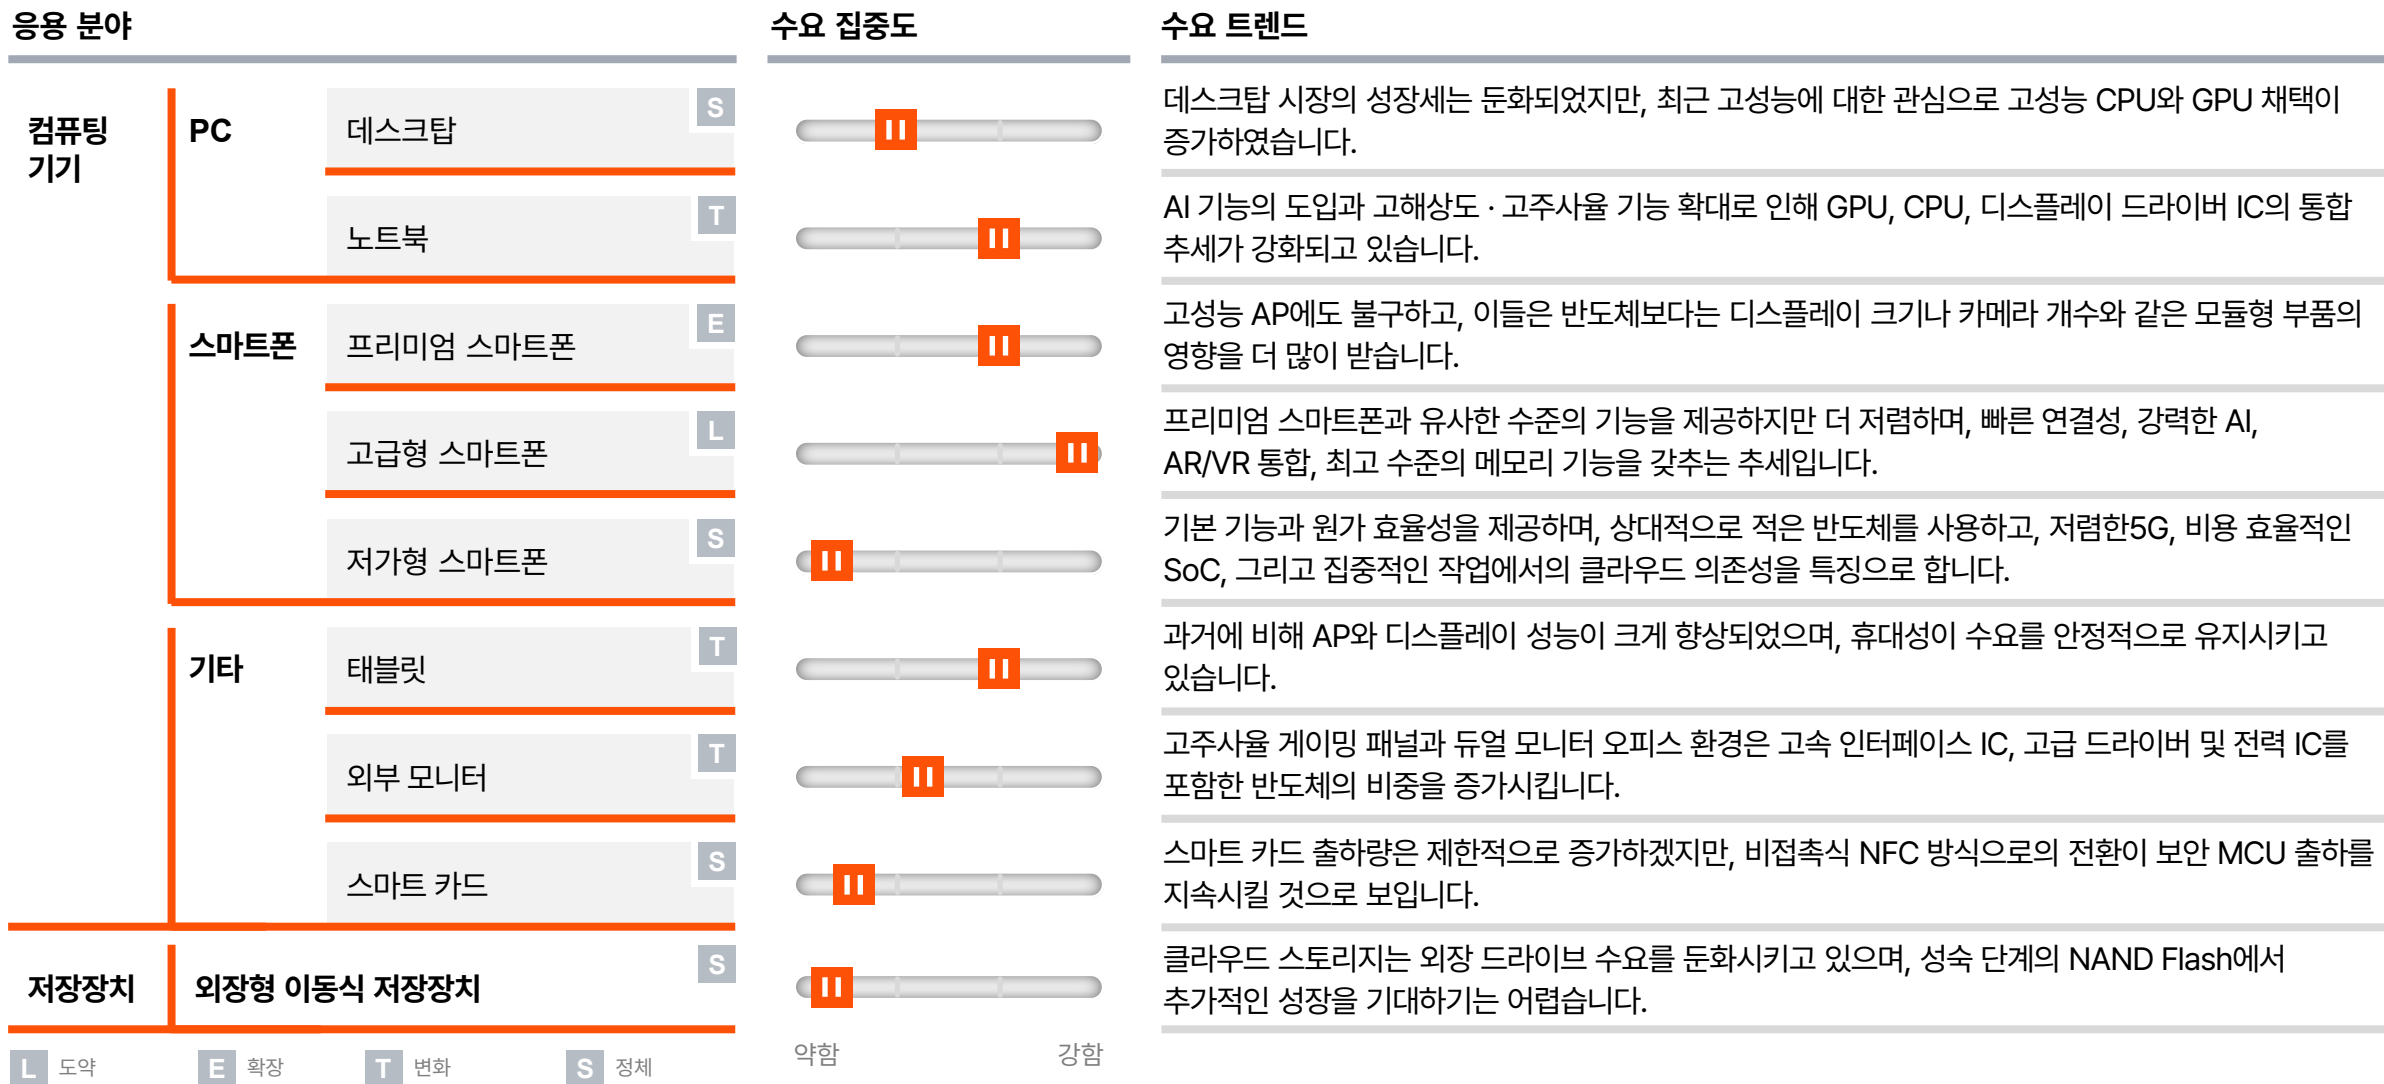 응용 분야
수요 집중도
수요 트렌드
컴퓨팅
기기
PC
데스크탑
S
데스크탑 시장의 성장세는 둔화되었지만, 최근 고성능에 대한 관심으로 고성능 CPU와 GPU 채택이
증가하였습니다.
노트북
T
AI 기능의 도입과 고해상도 · 고주사율 기능 확대로 인해 GPU, CPU, 디스플레이 드라이버 IC의 통합
추세가 강화되고 있습니다.
스마트폰
프리미엄 스마트폰
E
고성능 AP에도 불구하고, 이들은 반도체보다는 디스플레이 크기나 카메라 개수와 같은 모듈형 부품의
영향을 더 많이 받습니다.
고급형 스마트폰
L
프리미엄 스마트폰과 유사한 수준의 기능을 제공하지만 더 저렴하며, 빠른 연결성, 강력한 AI,
AR/VR 통합, 최고 수준의 메모리 기능을 갖추는 추세입니다.
저가형 스마트폰
S
기본 기능과 원가 효율성을 제공하며, 상대적으로 적은 반도체를 사용하고, 저렴한5G, 비용 효율적인
SoC, 그리고 집중적인 작업에서의 클라우드 의존성을 특징으로 합니다.
기타
태블릿
T
과거에 비해 AP와 디스플레이 성능이 크게 향상되었으며, 휴대성이 수요를 안정적으로 유지시키고
있습니다.
외부 모니터
T
고주사율 게이밍 패널과 듀얼 모니터 오피스 환경은 고속 인터페이스 IC, 고급 드라이버 및 전력 IC를
포함한 반도체의 비중을 증가시킵니다.
스마트 카드
S
스마트 카드 출하량은 제한적으로 증가하겠지만, 비접촉식 NFC 방식으로의 전환이 보안 MCU 출하를
지속시킬 것으로 보입니다.
저장장치
외장형 이동식 저장장치
S
클라우드 스토리지는 외장 드라이브 수요를 둔화시키고 있으며, 성숙 단계의 NAND Flash에서
추가적인 성장을 기대하기는 어렵습니다.
약함
강함
L 도약
E 확장
T 변화
S 정체